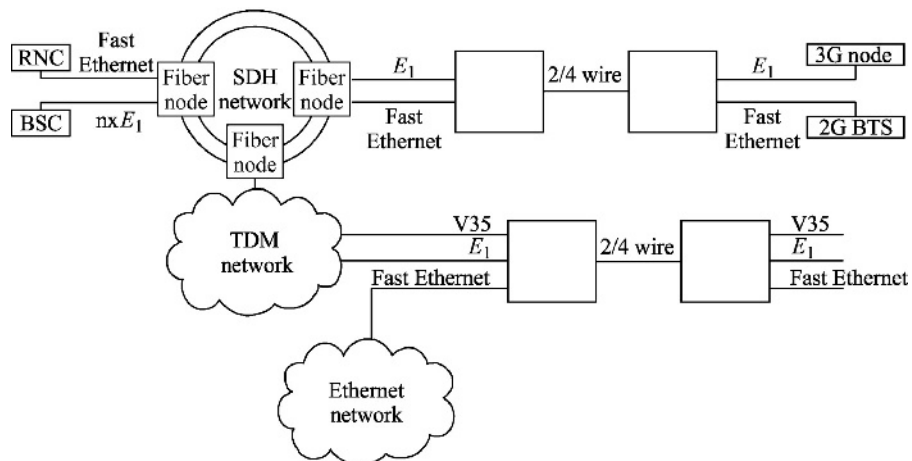 RNC
Fast
Ethernet
BSC
nxE1
Fiber
node
SDH
network
Fiber
node
Fiber
node
E1
Fast
Ethernet
2/4 wire
E1
Fast
Ethernet
3G node
2G BTS
TDM
network
V35
E1
Fast Ethernet
2/4 wire
V35
E1
Fast Ethernet
Ethernet
network